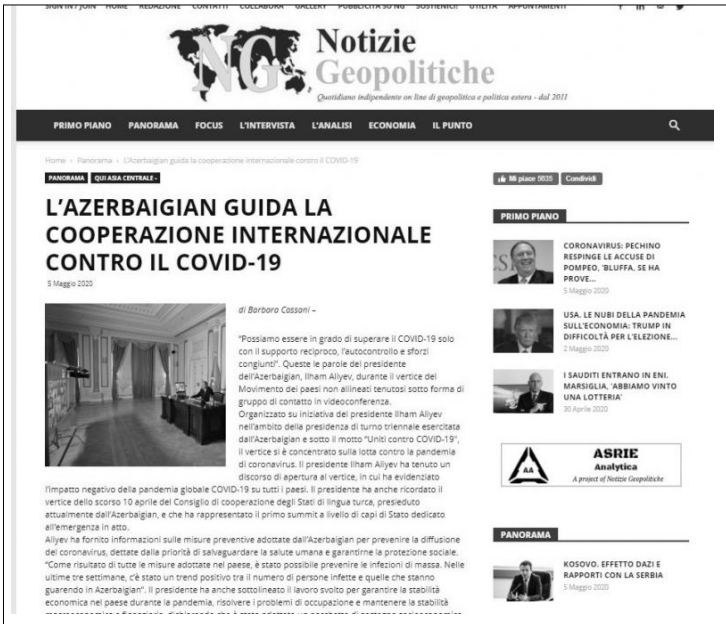 SIGN IN / JOIN HOME REDAZIONE CONTATTI COLLABORA GALLERY PUBBLICITÀ SU NG SOSTIENICI! UTILITÀ APPUNTAMENTI
NG
Notizie
Geopolitiche
Quotidiano indipendente on line di geopolitica e politica estera - dal 2011
PRIMO PIANO PANORAMA FOCUS L'INTERVISTA L'ANALISI ECONOMIA IL PUNTO
Home › Panorama › L'Azerbaigian guida la cooperazione internazionale contro il COVID-19
PANORAMA QUI ASIA CENTRALE -
L'AZERBAIGIAN GUIDA LA
COOPERAZIONE INTERNAZIONALE
CONTRO IL COVID-19
5 Maggio 2020
di Barbara Cassani –
"Possiamo essere in grado di superare il COVID-19 solo
con il supporto reciproco, l'autocontrollo e sforzi
congiunti". Queste le parole del presidente
dell'Azerbaigian, Ilham Aliyev, durante il vertice del
Movimento dei paesi non allineati tenutosi sotto forma di
gruppo di contatto in videoconferenza.
Organizzato su iniziativa del presidente Ilham Aliyev
nell'ambito della presidenza di turno triennale esercitata
dall'Azerbaigian e sotto il motto "Uniti contro COVID-19",
il vertice si è concentrato sulla lotta contro la pandemia
di coronavirus. Il presidente Ilham Aliyev ha tenuto un
discorso di apertura al vertice, in cui ha evidenziato
l'impatto negativo della pandemia globale COVID-19 su tutti i paesi. Il presidente ha anche ricordato il
vertice dello scorso 10 aprile del Consiglio di cooperazione degli Stati di lingua turca, presieduto
attualmente dall'Azerbaigian, e che ha rappresentato il primo summit a livello di capi di Stato dedicato
all'emergenza in atto.
Aliyev ha fornito informazioni sulle misure preventive adottate dall'Azerbaigian per prevenire la diffusione
del coronavirus, dettate dalla priorità di salvaguardare la salute umana e garantirne la protezione sociale.
"Come risultato di tutte le misure adottate nel paese, è stato possibile prevenire le infezioni di massa. Nelle
ultime tre settimane, c'è stato un trend positivo tra il numero di persone infette e quelle che stanno
guarendo in Azerbaigian". Il presidente ha anche sottolineato il lavoro svolto per garantire la stabilità
economica nel paese durante la pandemia, risolvere i problemi di occupazione e mantenere la stabilità
Mi piace 5635 Condividi
PRIMO PIANO
CORONAVIRUS: PECHINO
RESPINGE LE ACCUSE DI
POMPEO, 'BLUFFA, SE HA
PROVE...
5 Maggio 2020
USA. LE NUBI DELLA PANDEMIA
SULL'ECONOMIA: TRUMP IN
DIFFICOLTÀ PER L'ELEZIONE...
2 Maggio 2020
I SAUDITI ENTRANO IN ENI.
MARSIGLIA, 'ABBIAMO VINTO
UNA LOTTERIA'
30 Aprile 2020
AA
ASRIE
Analytica
A project of Notizie Geopolitiche
PANORAMA
KOSOVO. EFFETTO DAZI E
RAPPORTI CON LA SERBIA
5 Maggio 2020